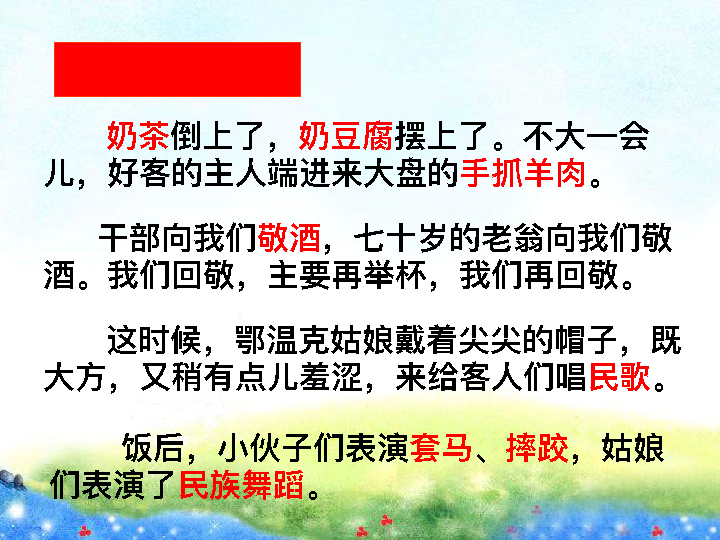 奶茶倒上了，奶豆腐摆上了。不大一会
儿，好客的主人端进来大盘的手抓羊肉。
干部向我们敬酒，七十岁的老翁向我们敬
酒。我们回敬，主要再举杯，我们再回敬。
这时候，鄂温克姑娘戴着尖尖的帽子，既
大方，又稍有点儿羞涩，来给客人们唱民歌。
饭后，小伙子们表演套马、摔跤，姑娘
们表演了民族舞蹈。